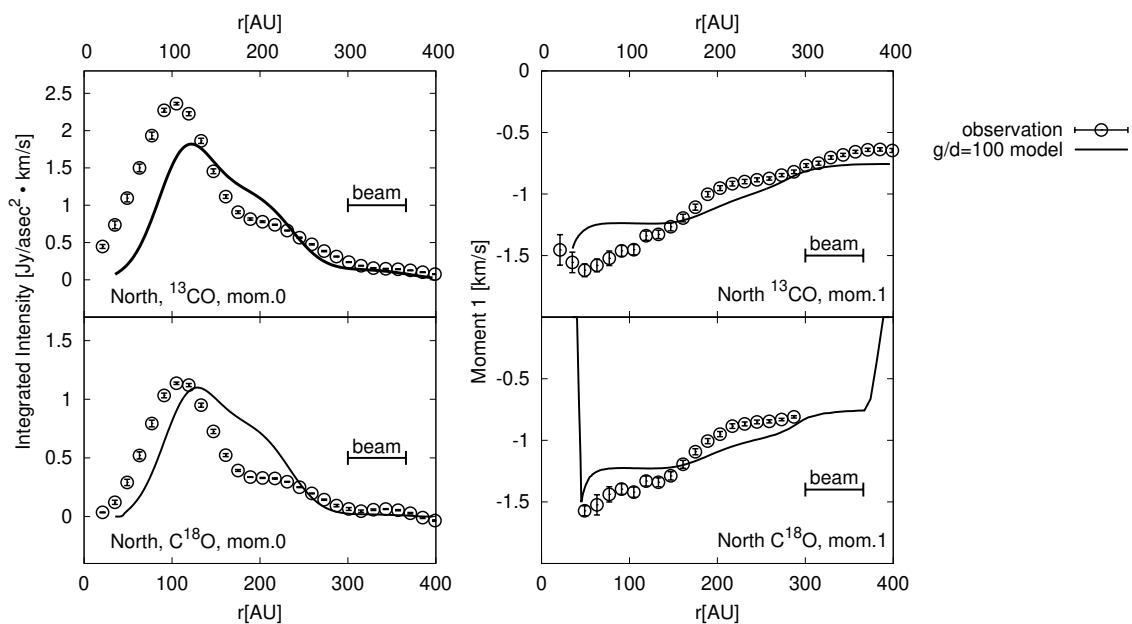 r[AU]
0 100 200 300 400
Integrated Intensity [Jy/asec² • km/s]
2.5
2
1.5
1
0.5
0
beam
North, ¹³CO, mom.0
1.5
1
0.5
0
beam
North, C¹⁸O, mom.0
0 100 200 300 400
r[AU]
r[AU]
0 100 200 300 400
Moment 1 [km/s]
0
-0.5
-1
-1.5
beam
North ¹³CO, mom.1
-0.5
-1
-1.5
beam
North C¹⁸O, mom.1
0 100 200 300 400
r[AU]
observation
g/d=100 model